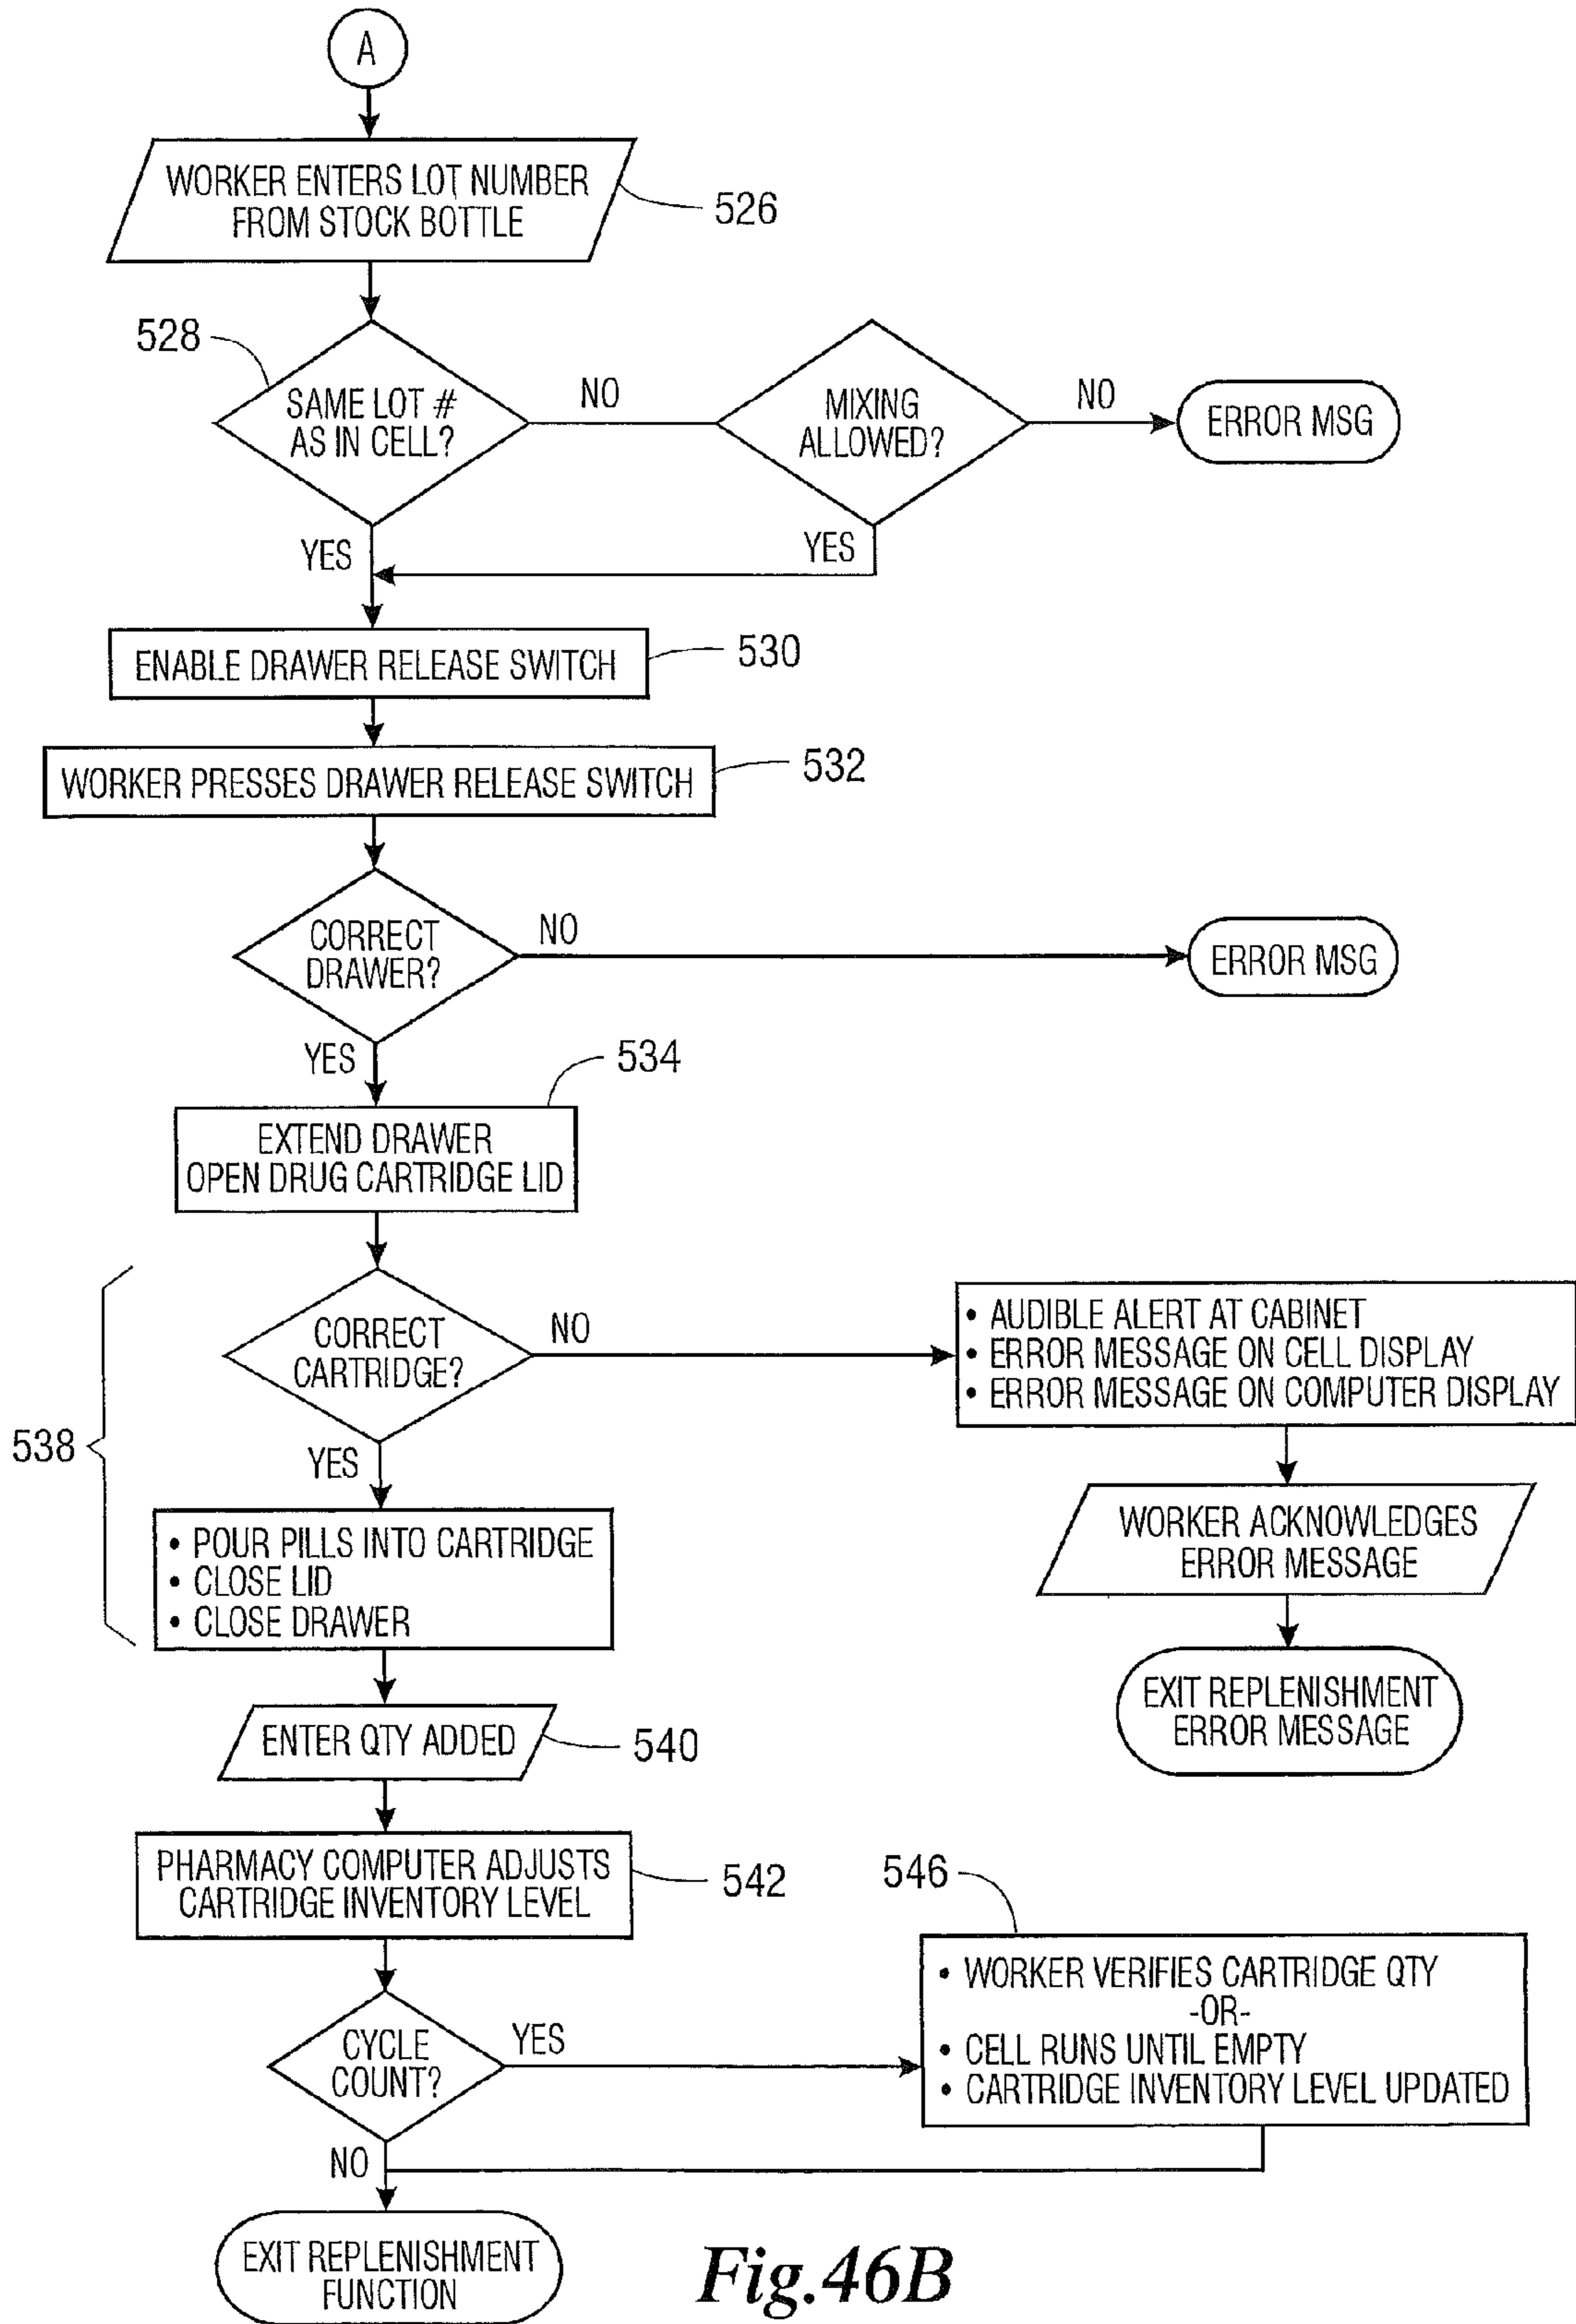 A
WORKER ENTERS LOT NUMBER
FROM STOCK BOTTLE
526
528
SAME LOT #
AS IN CELL?
NO
MIXING
ALLOWED?
NO
ERROR MSG
YES
YES
ENABLE DRAWER RELEASE SWITCH
530
WORKER PRESSES DRAWER RELEASE SWITCH
532
CORRECT
DRAWER?
NO
ERROR MSG
YES
534
EXTEND DRAWER
OPEN DRUG CARTRIDGE LID
538
CORRECT
CARTRIDGE?
NO
• AUDIBLE ALERT AT CABINET
• ERROR MESSAGE ON CELL DISPLAY
• ERROR MESSAGE ON COMPUTER DISPLAY
YES
WORKER ACKNOWLEDGES
ERROR MESSAGE
• POUR PILLS INTO CARTRIDGE
• CLOSE LID
• CLOSE DRAWER
EXIT REPLENISHMENT
ERROR MESSAGE
ENTER QTY ADDED
540
PHARMACY COMPUTER ADJUSTS
CARTRIDGE INVENTORY LEVEL
542
546
• WORKER VERIFIES CARTRIDGE QTY
-OR-
• CELL RUNS UNTIL EMPTY
• CARTRIDGE INVENTORY LEVEL UPDATED
CYCLE
COUNT?
YES
NO
EXIT REPLENISHMENT
FUNCTION
Fig.46B